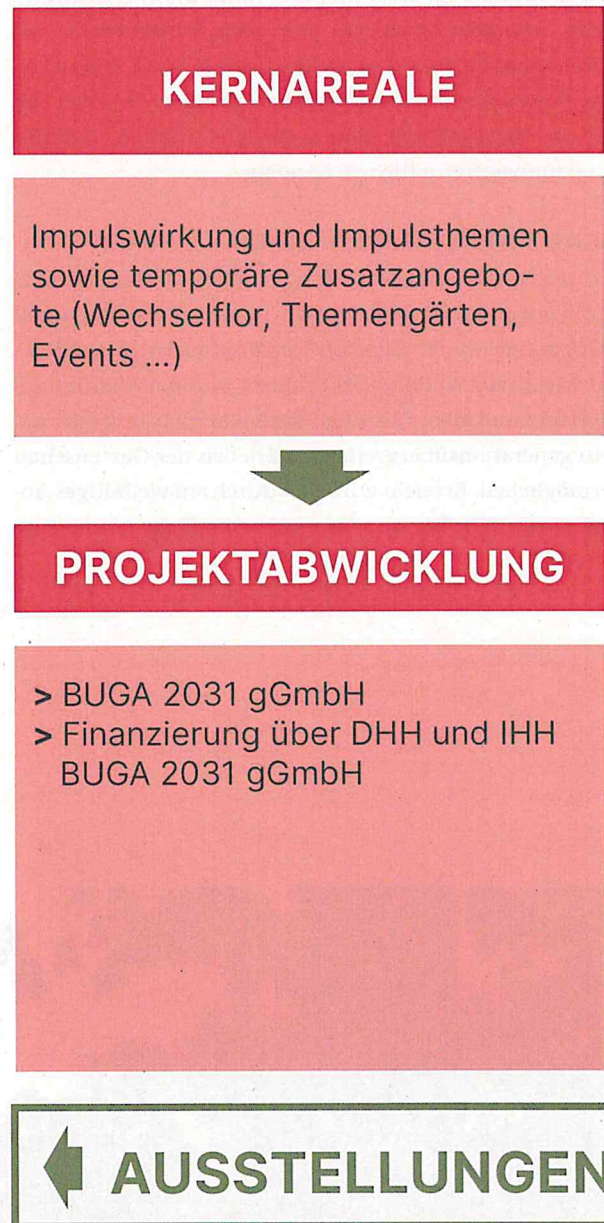 KERNAREALE
Impulswirkung und Impulsthemen
sowie temporäre Zusatzangebo-
te (Wechselflor, Themengärten,
Events ...)
PROJEKTABWICKLUNG
> BUGA 2031 gGmbH
> Finanzierung über DHH und IHH
BUGA 2031 gGmbH
AUSSTELLUNGEN